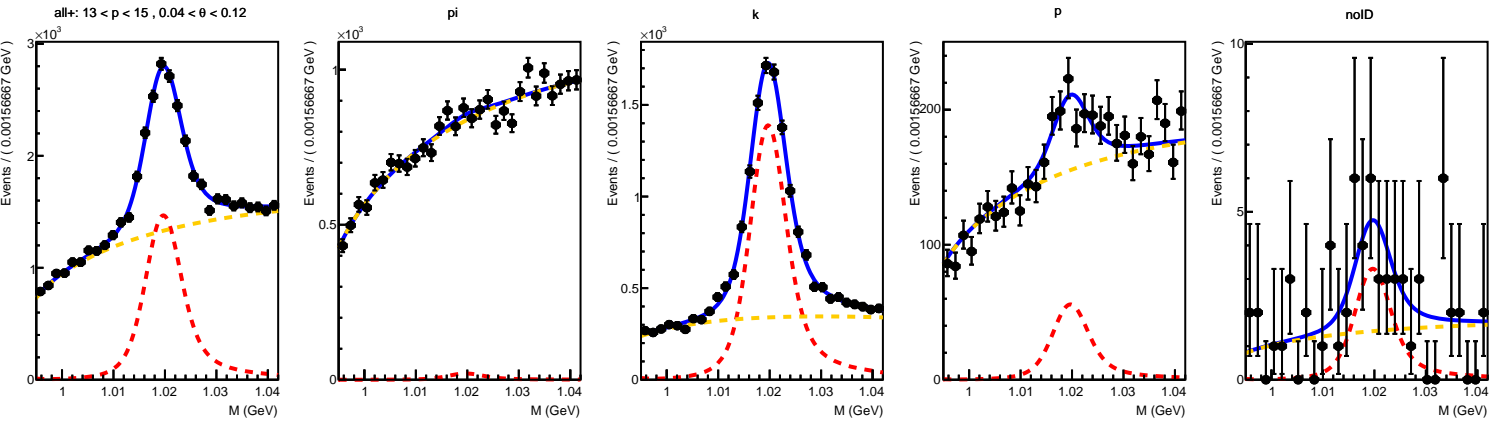 all+: 13 < p < 15 , 0.04 < θ < 0.12
×10³
Events / ( 0.00156667 GeV )
3
2
1
0
1 1.01 1.02 1.03 1.04
M (GeV)
pi
×10³
Events / ( 0.00156667 GeV )
1
0.5
0
1 1.01 1.02 1.03 1.04
M (GeV)
k
×10³
Events / ( 0.00156667 GeV )
1.5
1
0.5
0
1 1.01 1.02 1.03 1.04
M (GeV)
p
Events / ( 0.00156667 GeV )
200
100
0
1 1.01 1.02 1.03 1.04
M (GeV)
noID
Events / ( 0.00156667 GeV )
10
5
0
1 1.01 1.02 1.03 1.04
M (GeV)